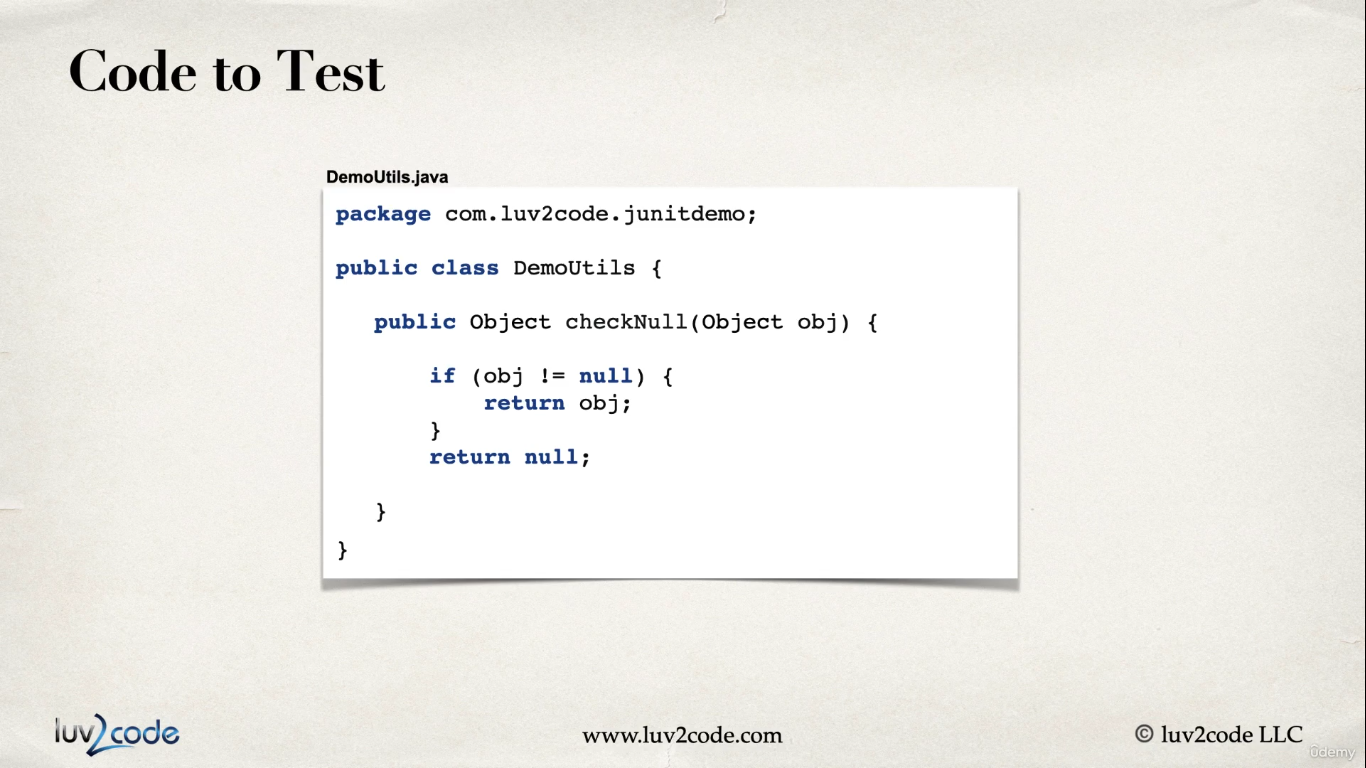 Code to Test
DemoUtils.java
package com.luv2code.junitdemo;
public class DemoUtils {
public Object checkNull(Object obj) {
if (obj != null) {
return obj;
}
return null;
}
}
luv2code
www.luv2code.com
© luv2code LLC
ûdemy